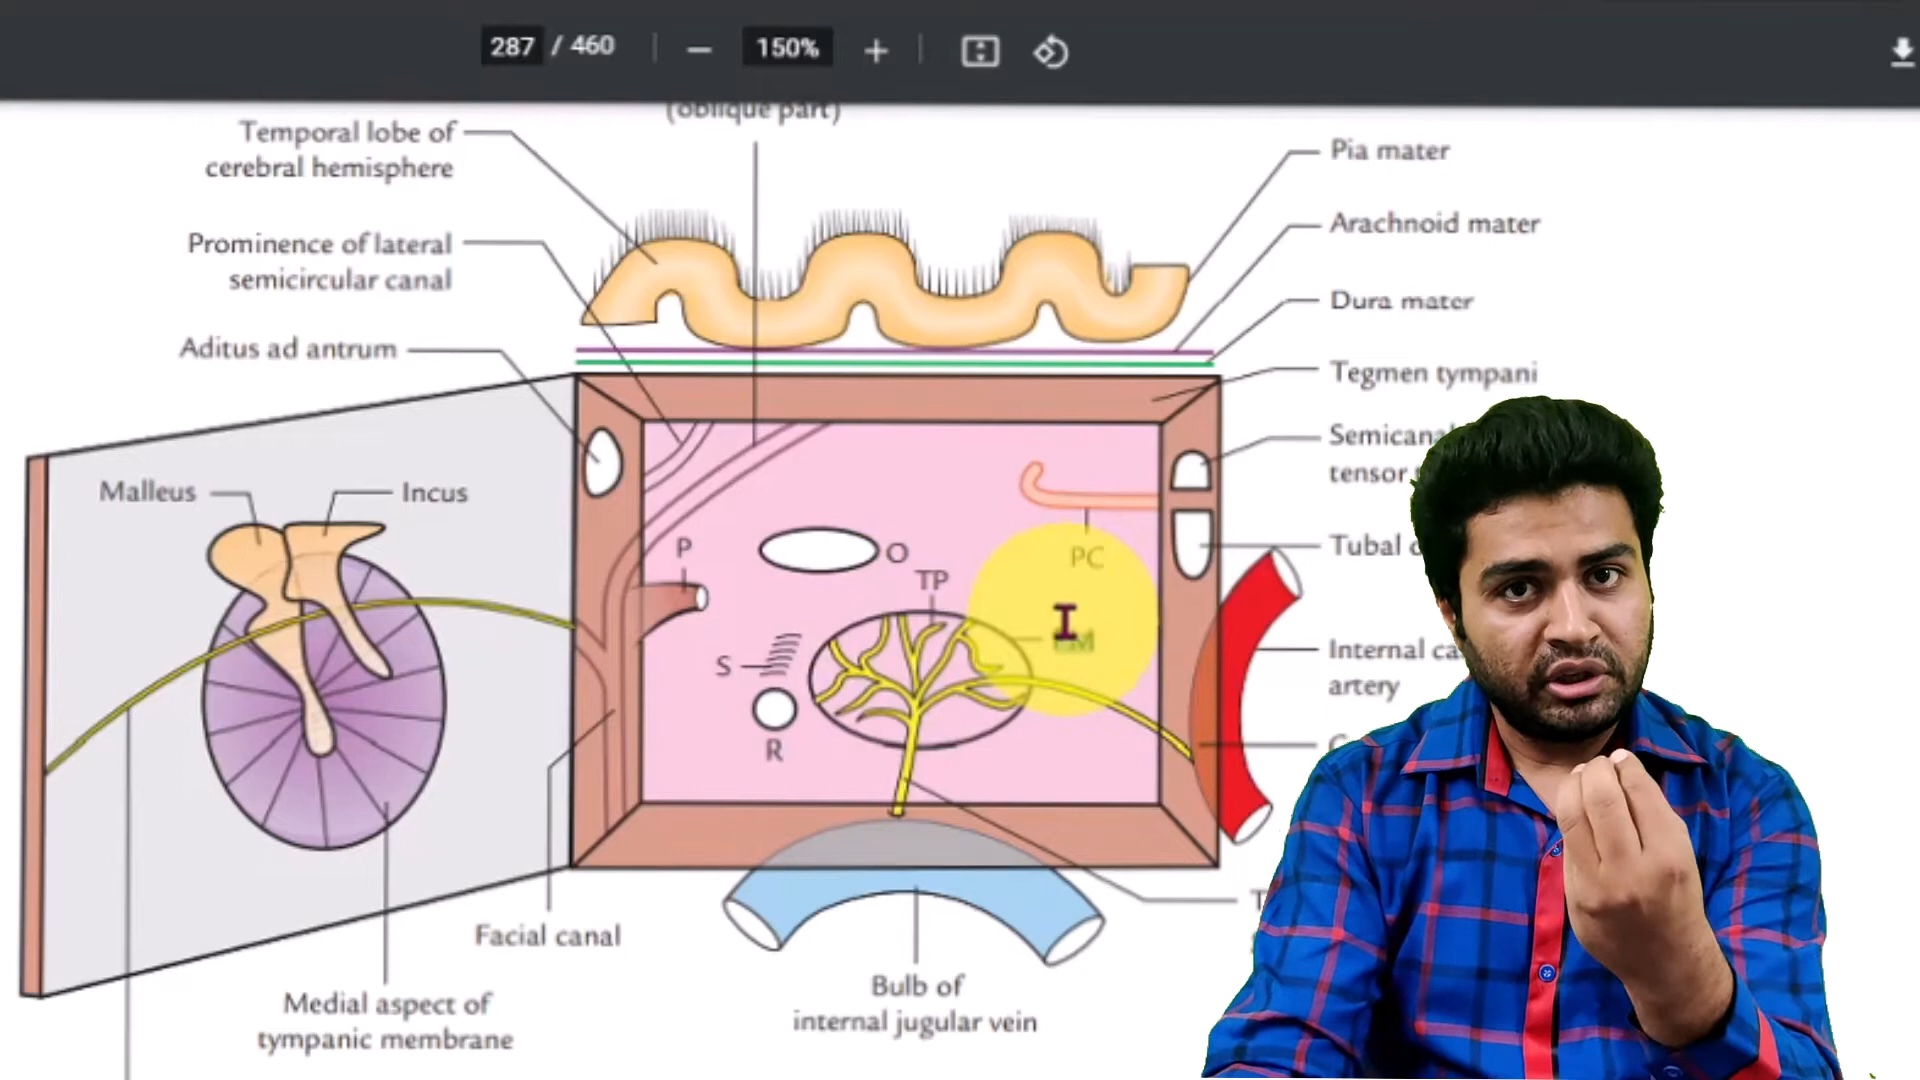 287 / 460
150%
(oblique part)
Temporal lobe of
cerebral hemisphere
Prominence of lateral
semicircular canal
Aditus ad antrum
Malleus
Incus
Pia mater
Arachnoid mater
Dura mater
Tegmen tympani
Semicanal
tensor
Tubal
Internal
artery
P
O
PC
TP
S
R
Facial canal
Medial aspect of
tympanic membrane
Bulb of
internal jugular vein